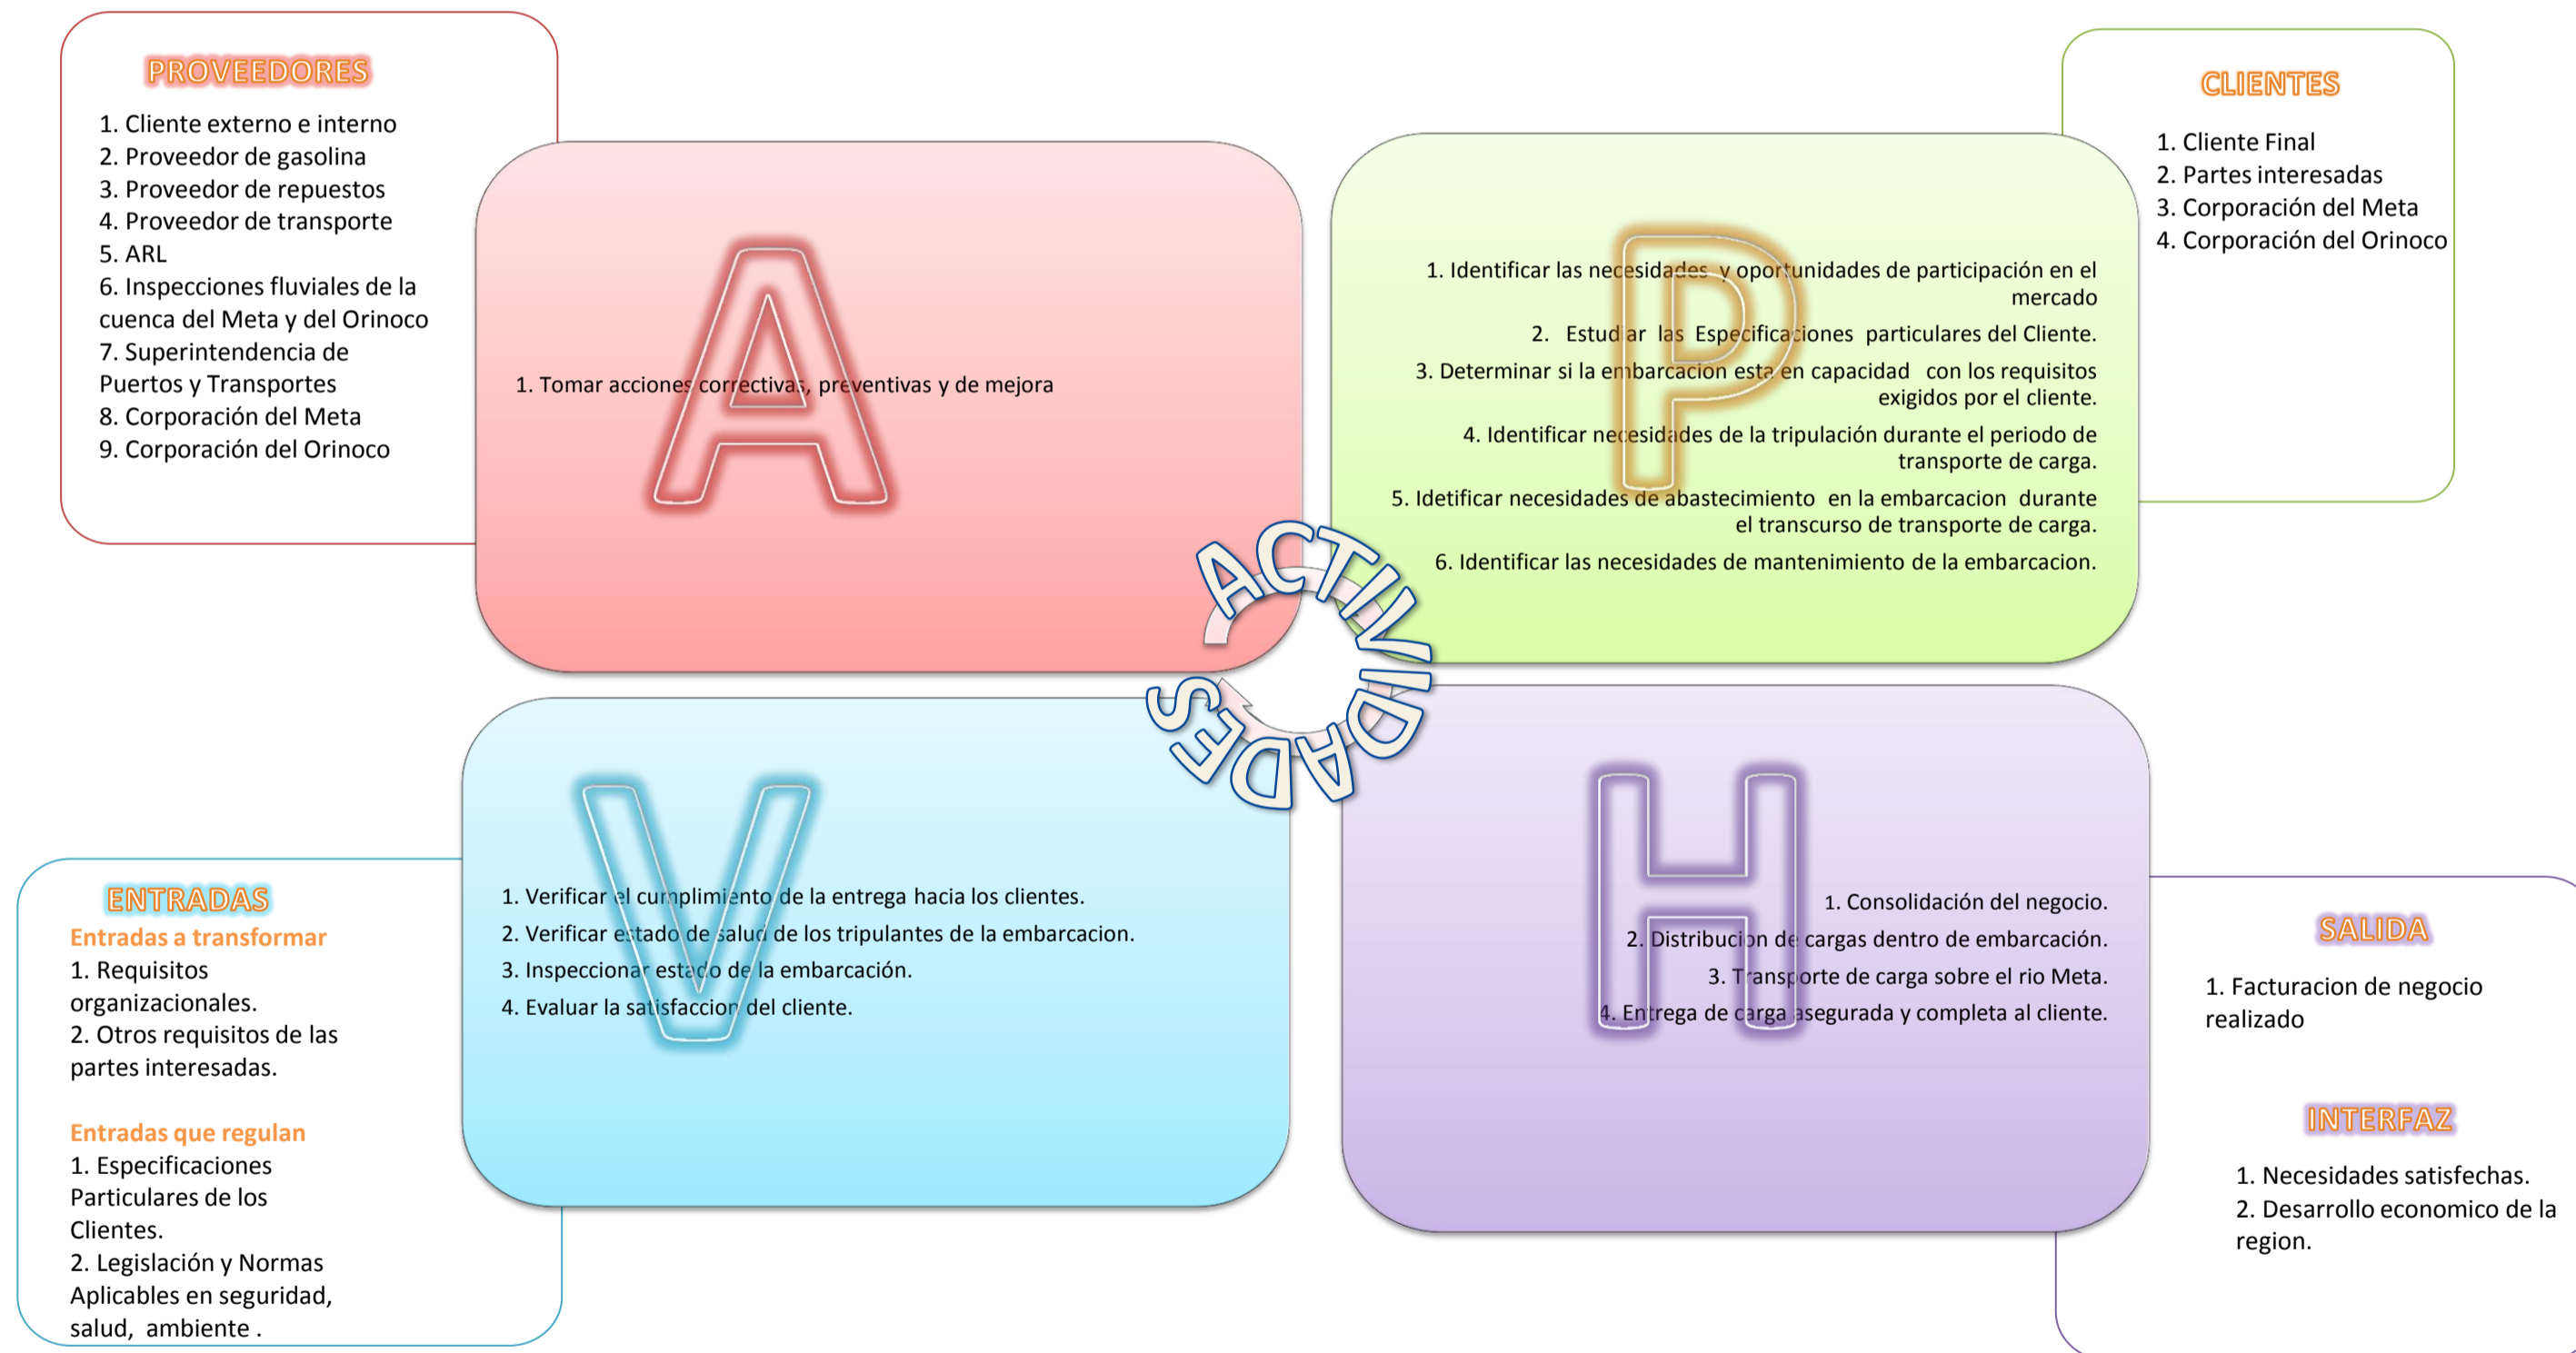 PROVEEDORES
1. Cliente externo e interno
2. Proveedor de gasolina
3. Proveedor de repuestos
4. Proveedor de transporte
5. ARL
6. Inspecciones fluviales de la
cuenca del Meta y del Orinoco
7. Superintendencia de
Puertos y Transportes
8. Corporación del Meta
9. Corporación del Orinoco
A
1. Tomar acciones correctivas, preventivas y de mejora
P
1. Identificar las necesidades y oportunidades de participación en el
mercado
2. Estudiar las Especificaciones particulares del Cliente.
3. Determinar si la embarcacion esta en capacidad con los requisitos
exigidos por el cliente.
4. Identificar necesidades de la tripulación durante el periodo de
transporte de carga.
5. Idetificar necesidades de abastecimiento en la embarcacion durante
el transcurso de transporte de carga.
6. Identificar las necesidades de mantenimiento de la embarcacion.
CLIENTES
1. Cliente Final
2. Partes interesadas
3. Corporación del Meta
4. Corporación del Orinoco
ACTIVIDADES
ENTRADAS
Entradas a transformar
1. Requisitos
organizacionales.
2. Otros requisitos de las
partes interesadas.
Entradas que regulan
1. Especificaciones
Particulares de los
Clientes.
2. Legislación y Normas
Aplicables en seguridad,
salud, ambiente .
V
1. Verificar el cumplimiento de la entrega hacia los clientes.
2. Verificar estado de salud de los tripulantes de la embarcacion.
3. Inspeccionar estado de la embarcación.
4. Evaluar la satisfaccion del cliente.
H
1. Consolidación del negocio.
2. Distribucion de cargas dentro de embarcación.
3. Transporte de carga sobre el rio Meta.
4. Entrega de carga asegurada y completa al cliente.
SALIDA
1. Facturacion de negocio
realizado
INTERFAZ
1. Necesidades satisfechas.
2. Desarrollo economico de la
region.